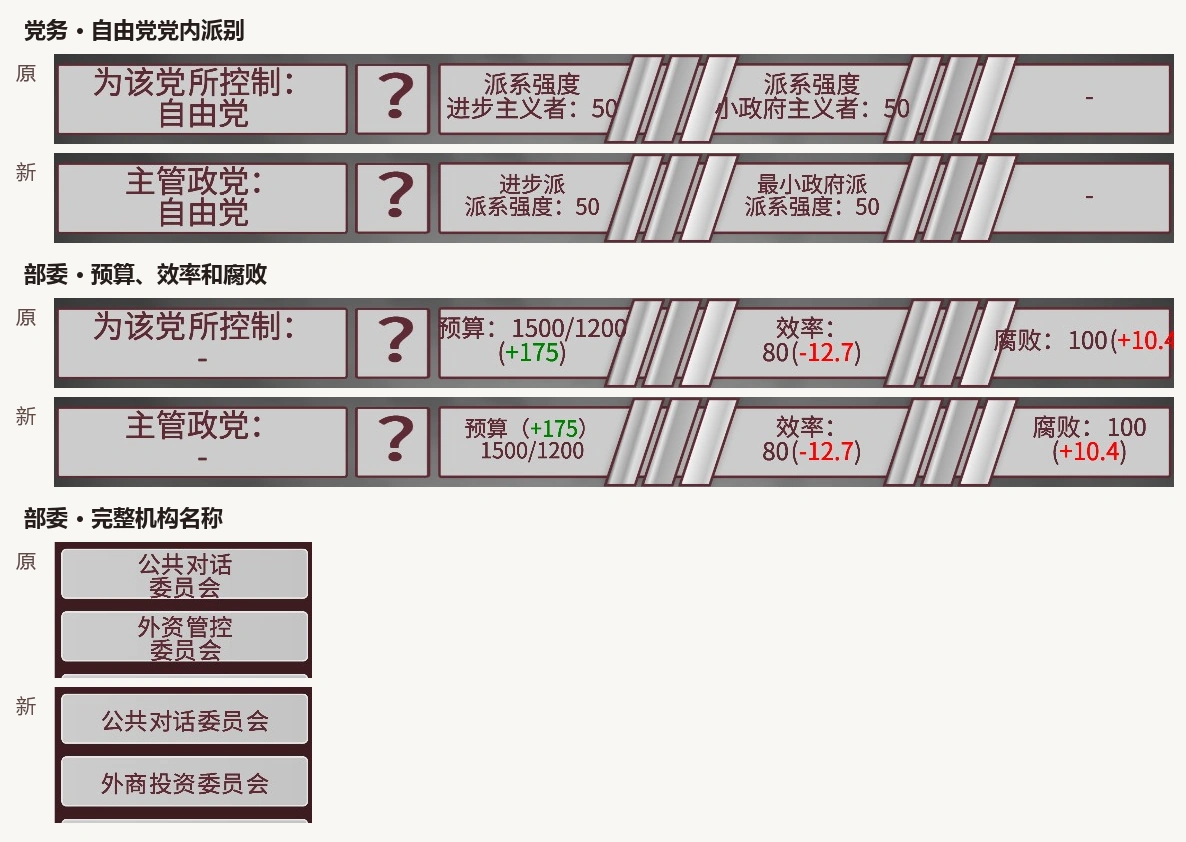 党务·自由党党内派别
原
为该党所控制：
自由党
?
派系强度
进步主义者：50
派系强度
小政府主义者：50
-
新
主管政党：
自由党
?
进步派
派系强度：50
最小政府派
派系强度：50
-
部委·预算、效率和腐败
原
为该党所控制：
-
?
预算：1500/1200
(+175)
效率：
80(-12.7)
腐败：100(+10.4
新
主管政党：
-
?
预算（+175）
1500/1200
效率：
80(-12.7)
腐败：100
(+10.4)
部委·完整机构名称
原
公共对话
委员会
外资管控
委员会
新
公共对话委员会
外商投资委员会